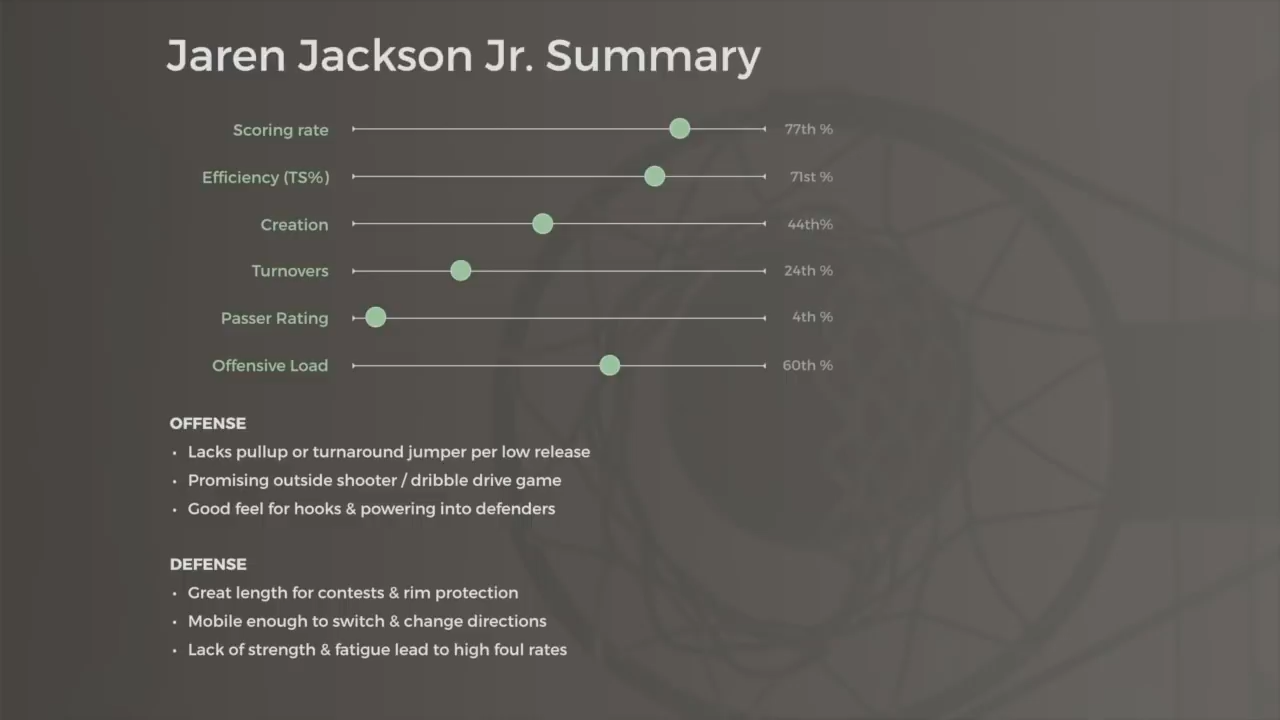 Jaren Jackson Jr. Summary
Scoring rate 77th %
Efficiency (TS%) 71st %
Creation 44th%
Turnovers 24th %
Passer Rating 4th %
Offensive Load 60th %
OFFENSE
• Lacks pullup or turnaround jumper per low release
• Promising outside shooter / dribble drive game
• Good feel for hooks & powering into defenders
DEFENSE
• Great length for contests & rim protection
• Mobile enough to switch & change directions
• Lack of strength & fatigue lead to high foul rates